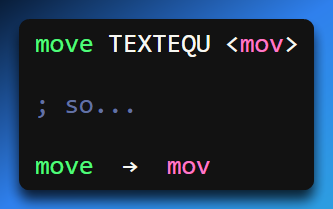 move TEXTEQU <mov>
; so...
move → mov